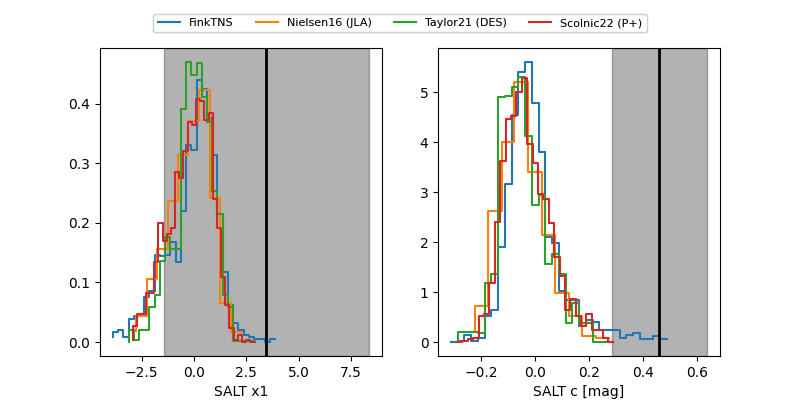 FinkTNS Nielsen16 (JLA) Taylor21 (DES) Scolnic22 (P+)
0.4
0.3
0.2
0.1
0.0
−2.5 0.0 2.5 5.0 7.5
SALT x1
5
4
3
2
1
0
−0.2 0.0 0.2 0.4 0.6
SALT c [mag]